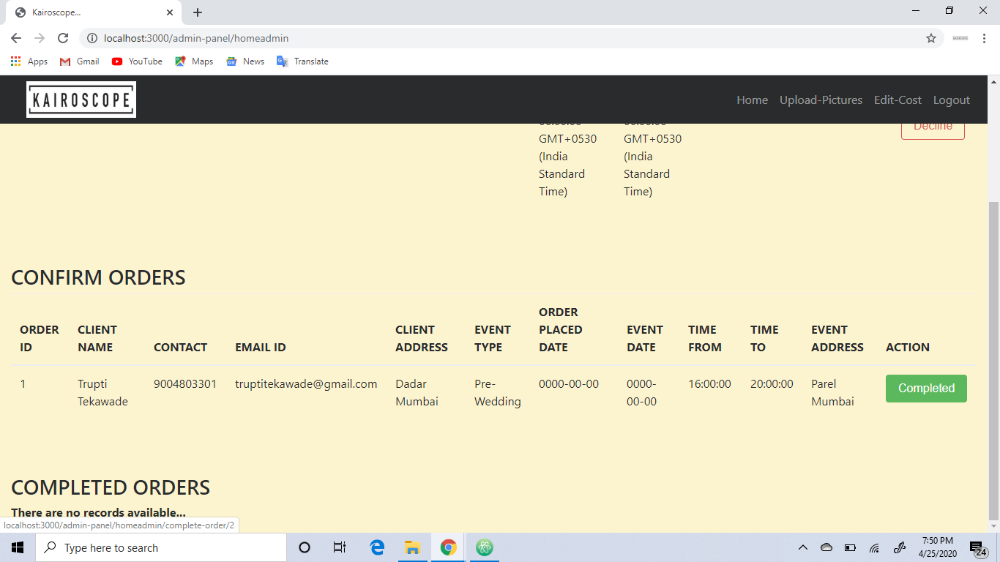 Kairoscope...
localhost:3000/admin-panel/homeadmin
Apps Gmail YouTube Maps News Translate
KAIROSCOPE
Home Upload-Pictures Edit-Cost Logout
Decline
GMT+0530 GMT+0530
(India (India
Standard Standard
Time) Time)
CONFIRM ORDERS
ORDER
ORDER CLIENT CLIENT EVENT PLACED EVENT TIME TIME EVENT
ID NAME CONTACT EMAIL ID ADDRESS TYPE DATE DATE FROM TO ADDRESS ACTION
1 Trupti 9004803301 truptitekawade@gmail.com Dadar Pre- 0000-00-00 0000- 16:00:00 20:00:00 Parel Completed
Tekawade Mumbai Wedding 00-00 Mumbai
COMPLETED ORDERS
There are no records available...
localhost:3000/admin-panel/homeadmin/complete-order/2
Type here to search
7:50 PM
4/25/2020
24